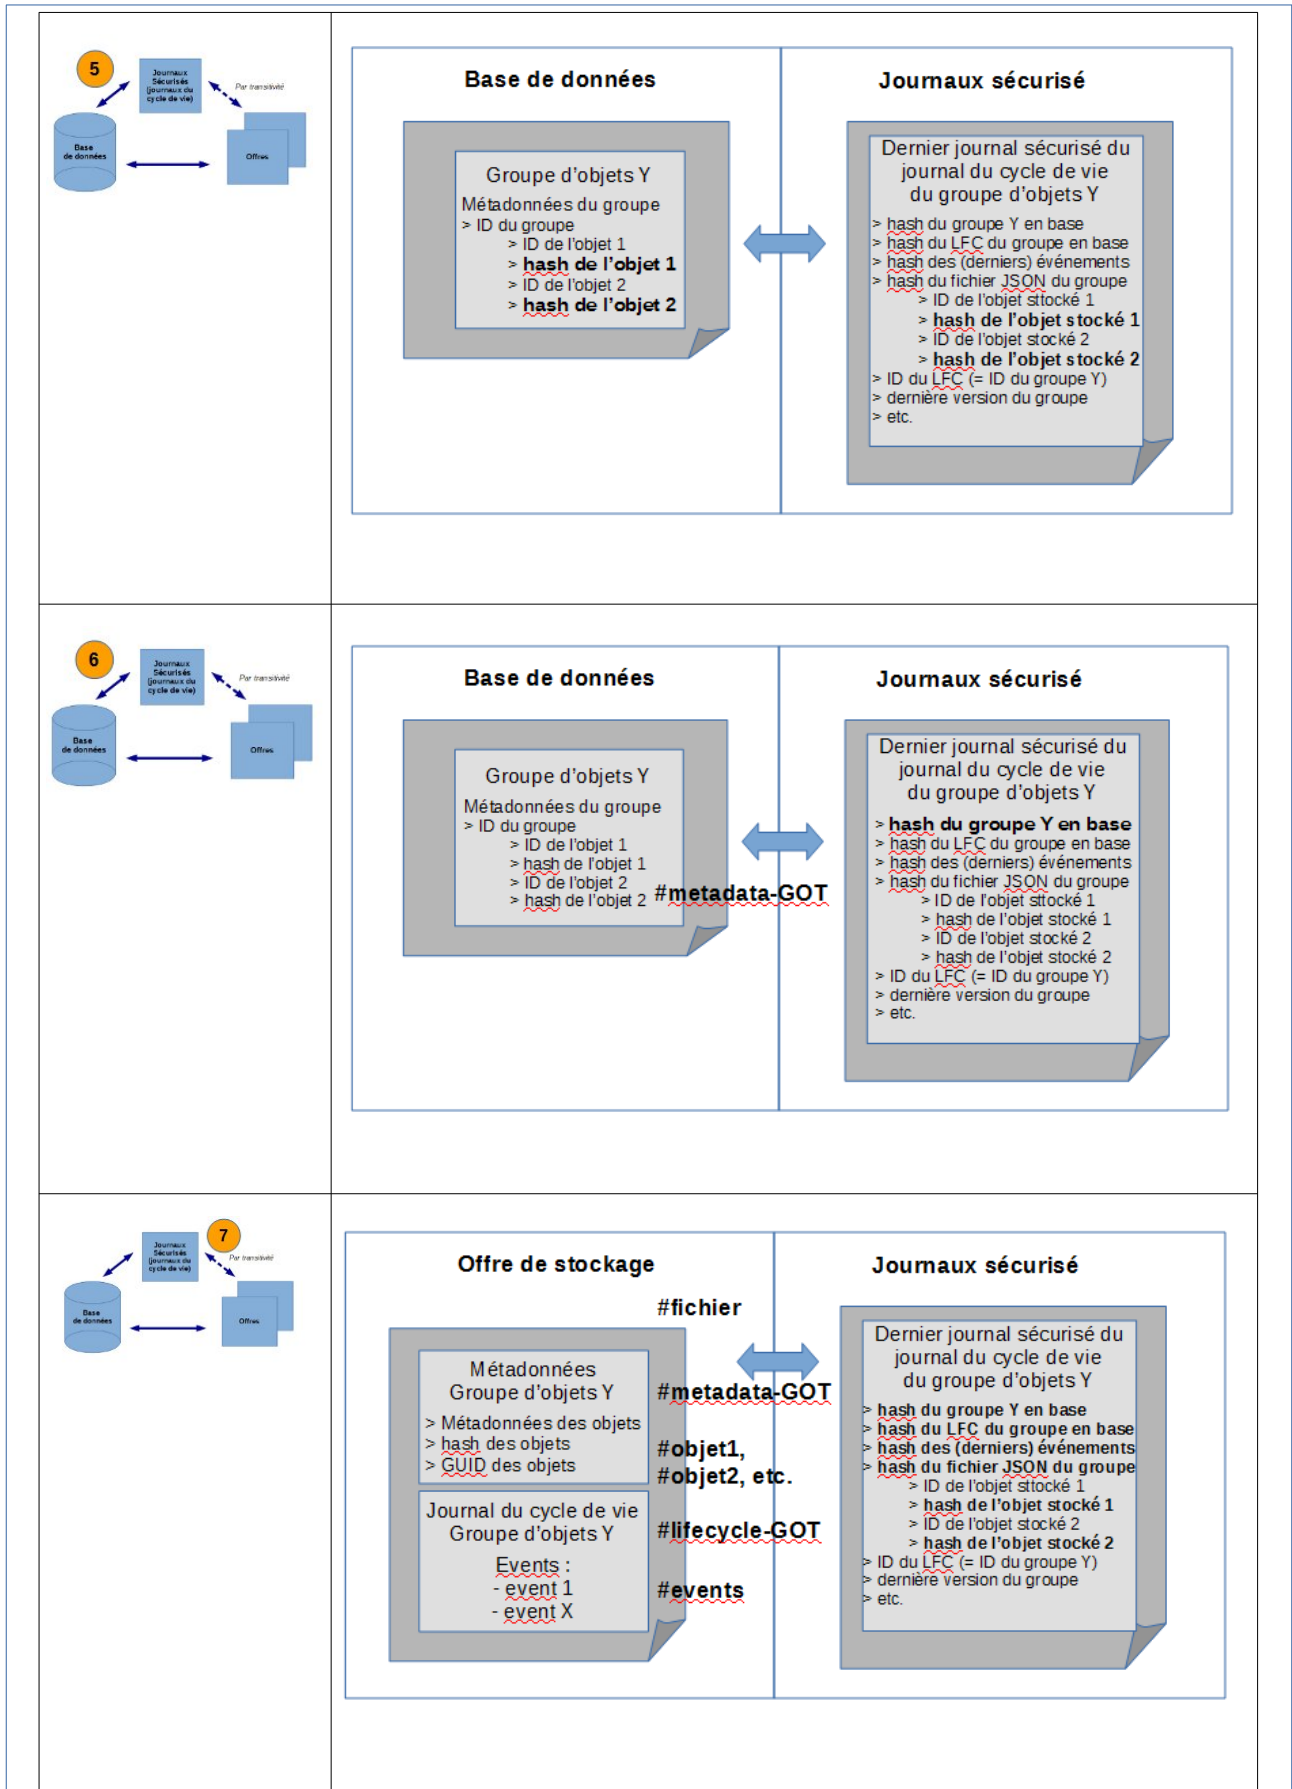 5
Journaux
Sécurisés
(journaux du
cycle de vie)
Par transitivité
Base
de données
Offres
Base de données
Groupe d'objets Y
Métadonnées du groupe
> ID du groupe
> ID de l'objet 1
> hash de l'objet 1
> ID de l'objet 2
> hash de l'objet 2
Journaux sécurisé
Dernier journal sécurisé du
journal du cycle de vie
du groupe d'objets Y
> hash du groupe Y en base
> hash du LFC du groupe en base
> hash des (derniers) événements
> hash du fichier JSON du groupe
> ID de l'objet sttocké 1
> hash de l'objet stocké 1
> ID de l'objet stocké 2
> hash de l'objet stocké 2
> ID du LFC (= ID du groupe Y)
> dernière version du groupe
> etc.
6
Journaux
Sécurisés
(journaux du
cycle de vie)
Par transitivité
Base
de données
Offres
Base de données
Groupe d'objets Y
Métadonnées du groupe
> ID du groupe
> ID de l'objet 1
> hash de l'objet 1
> ID de l'objet 2
> hash de l'objet 2
#metadata-GOT
Journaux sécurisé
Dernier journal sécurisé du
journal du cycle de vie
du groupe d'objets Y
> hash du groupe Y en base
> hash du LFC du groupe en base
> hash des (derniers) événements
> hash du fichier JSON du groupe
> ID de l'objet sttocké 1
> hash de l'objet stocké 1
> ID de l'objet stocké 2
> hash de l'objet stocké 2
> ID du LFC (= ID du groupe Y)
> dernière version du groupe
> etc.
7
Journaux
Sécurisés
(journaux du
cycle de vie)
Par transitivité
Base
de données
Offres
Offre de stockage
#fichier
Métadonnées
Groupe d'objets Y
> Métadonnées des objets
> hash des objets
> GUID des objets
#metadata-GOT
#objet1,
#objet2, etc.
Journal du cycle de vie
Groupe d'objets Y
Events :
- event 1
- event X
#lifecycle-GOT
#events
Journaux sécurisé
Dernier journal sécurisé du
journal du cycle de vie
du groupe d'objets Y
> hash du groupe Y en base
> hash du LFC du groupe en base
> hash des (derniers) événements
> hash du fichier JSON du groupe
> ID de l'objet sttocké 1
> hash de l'objet stocké 1
> ID de l'objet stocké 2
> hash de l'objet stocké 2
> ID du LFC (= ID du groupe Y)
> dernière version du groupe
> etc.